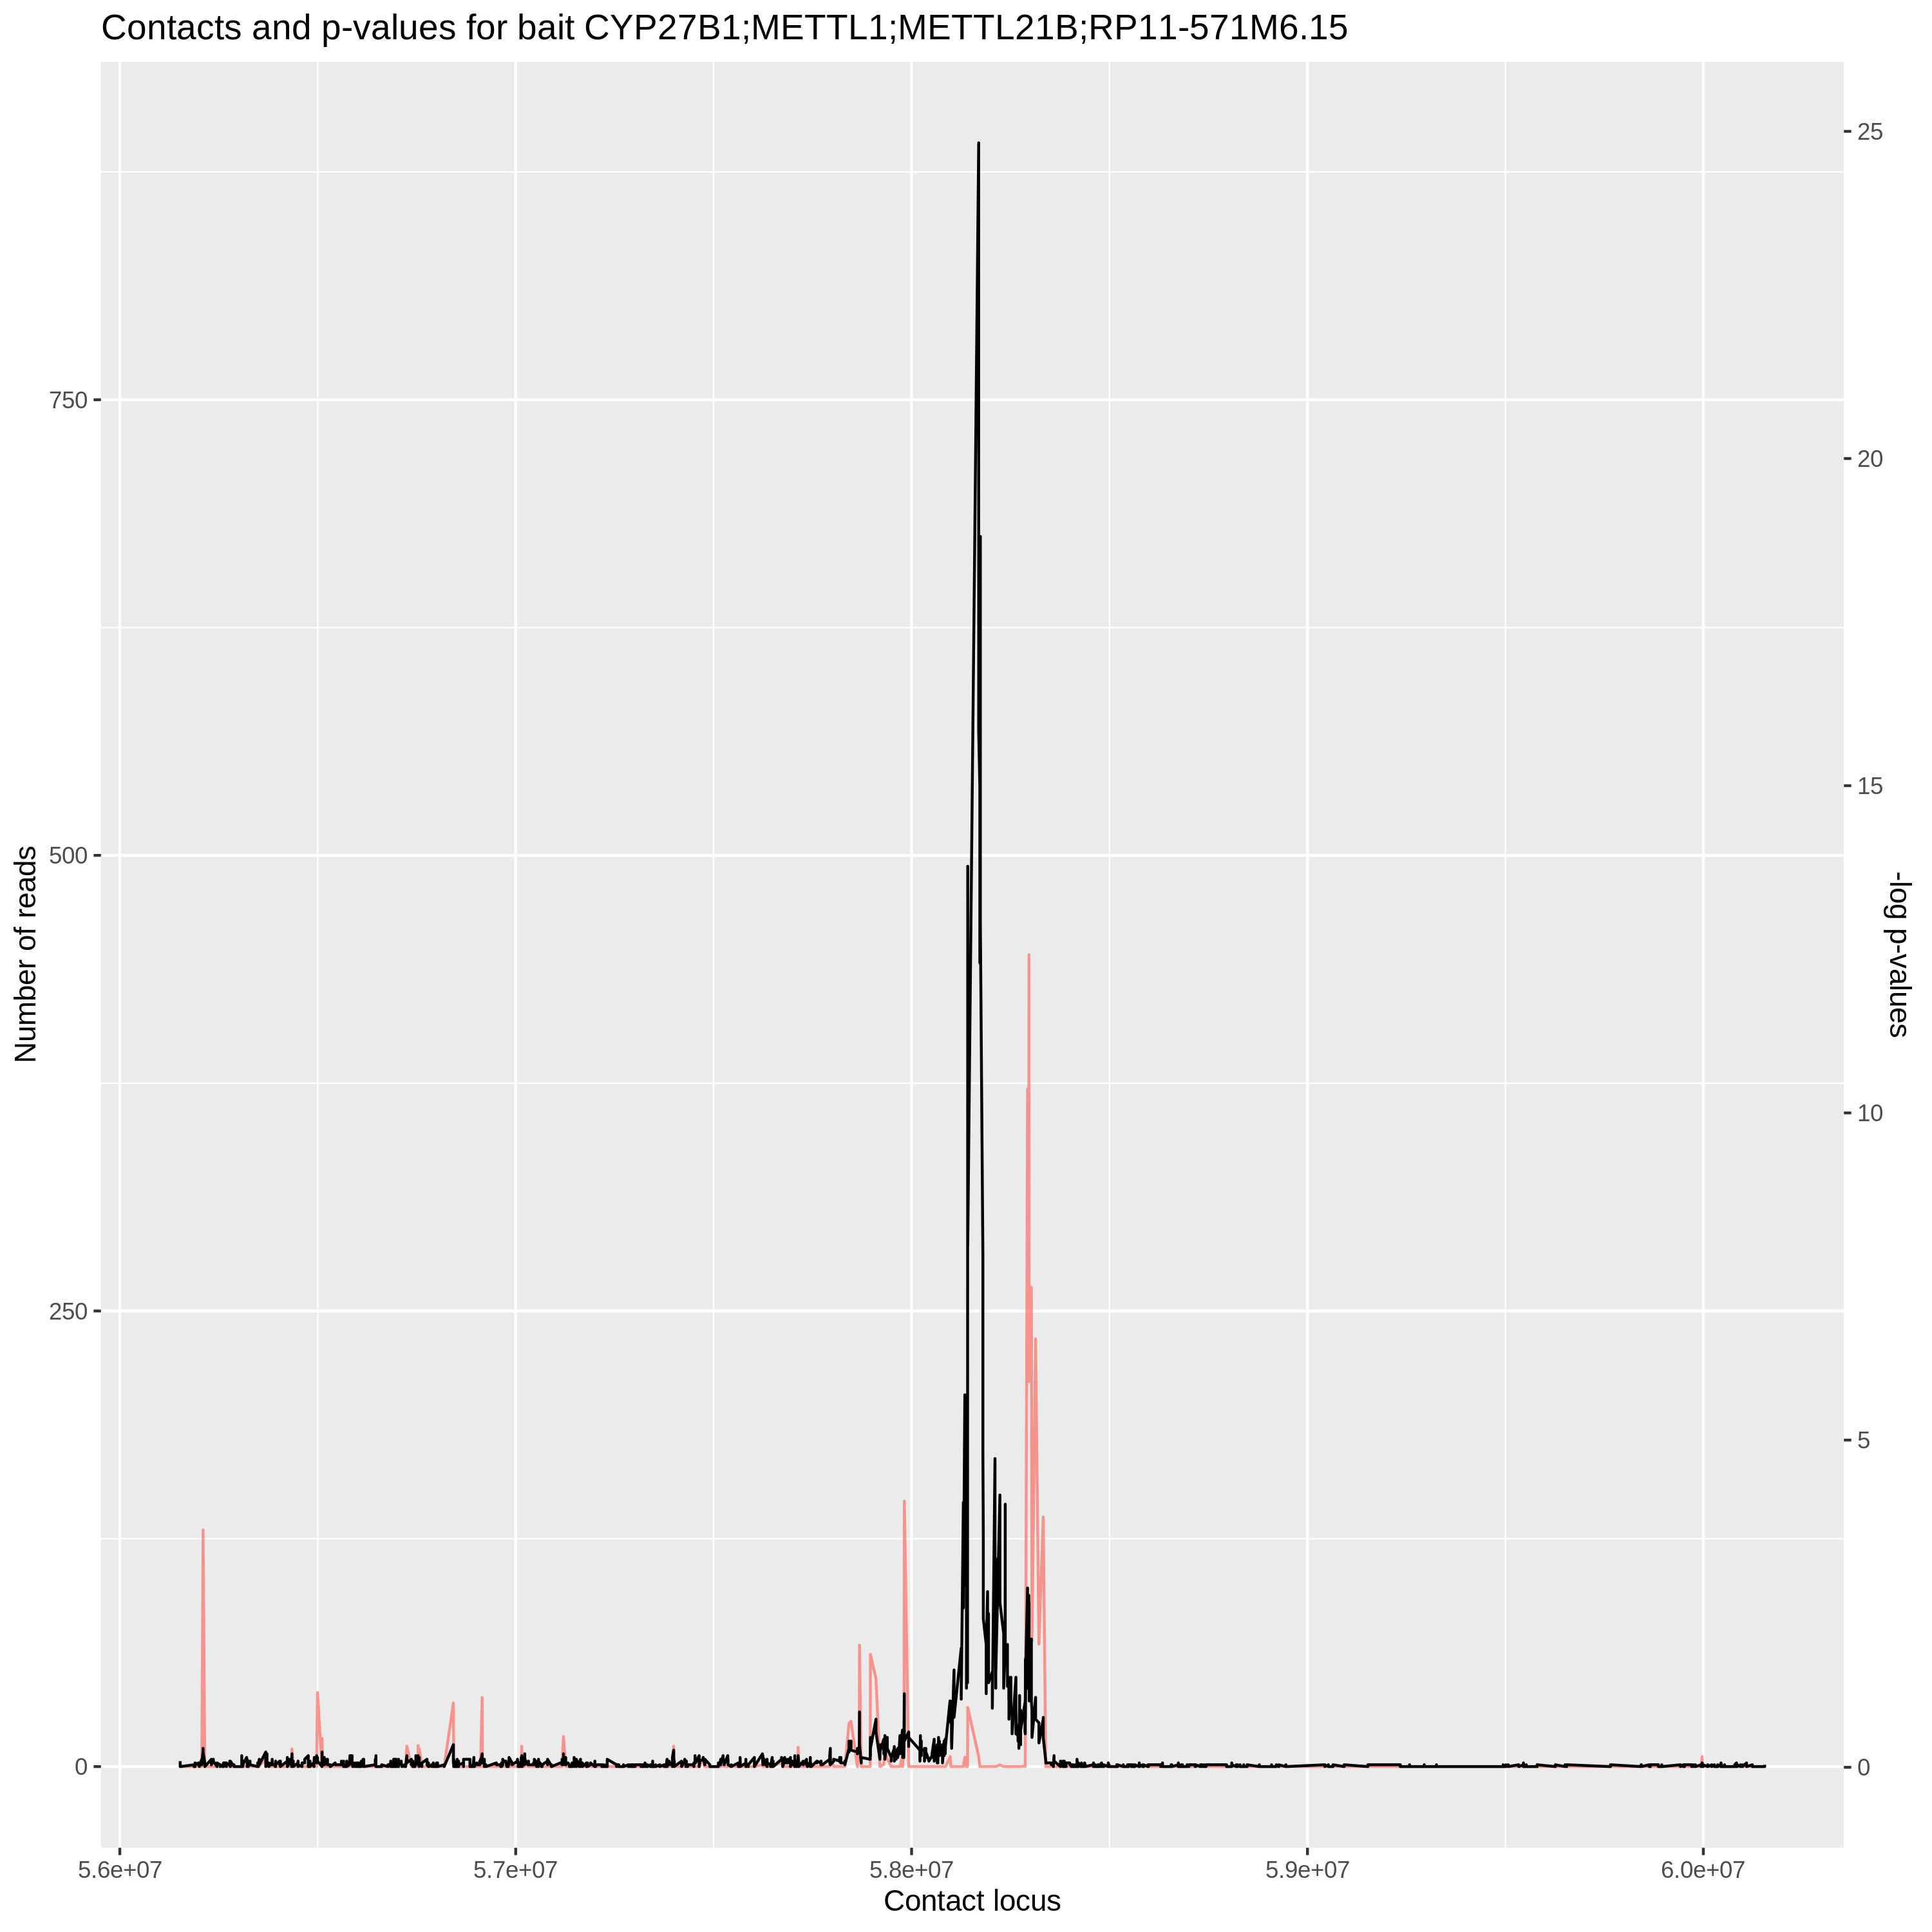 Contacts and p-values for bait CYP27B1;METTL1;METTL21B;RP11-571M6.15
Number of reads
750
500
250
0
25
20
15
10
5
0
-log p-values
5.6e+07
5.7e+07
5.8e+07
5.9e+07
6.0e+07
Contact locus